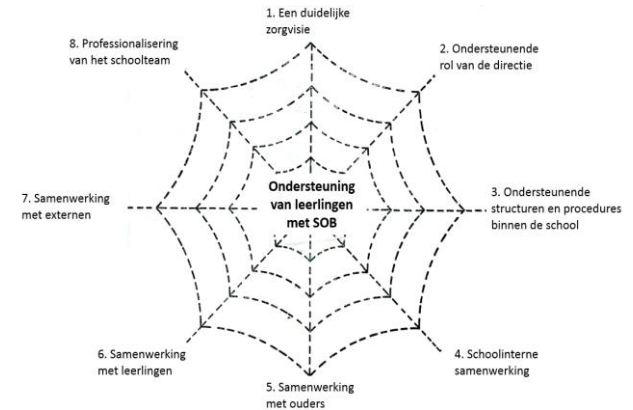 1. Een duidelijke
zorgvisie
2. Ondersteunende
rol van de directie
3. Ondersteunende
structuren en procedures
binnen de school
4. Schoolinterne
samenwerking
5. Samenwerking
met ouders
6. Samenwerking
met leerlingen
7. Samenwerking
met externen
8. Professionalisering
van het schoolteam
Ondersteuning
van leerlingen
met SOB